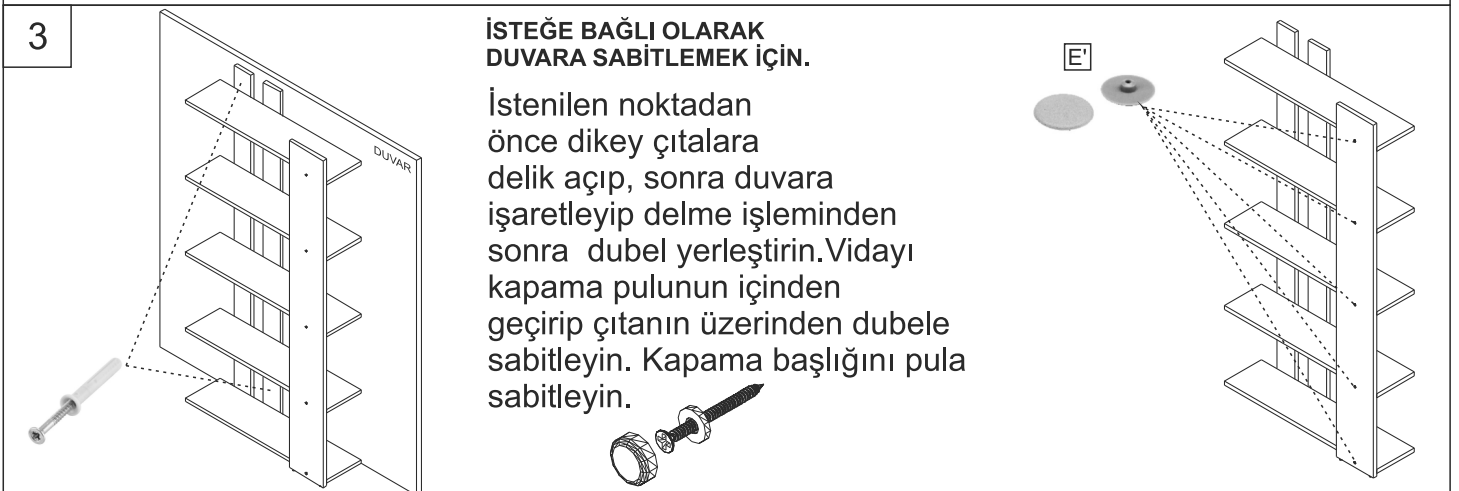 3
DUVAR
İSTEĞE BAĞLI OLARAK
DUVARA SABİTLEMEK İÇİN.
İstenilen noktadan
önce dikey çıtalara
delik açıp, sonra duvara
işaretleyip delme işleminden
sonra  dubel yerleştirin.Vidayı
kapama pulunun içinden
geçirip çıtanın üzerinden dubele
sabitleyin. Kapama başlığını pula
sabitleyin.
E'